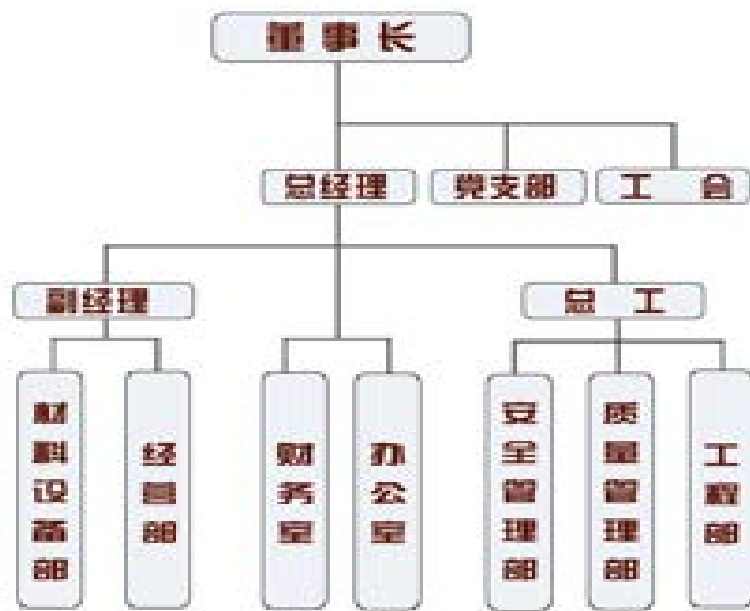 董事长
总经理
党支部
工 会
副经理
总 工
材料设备部
经营部
财务室
办公室
安全管理部
质量管理部
工程部